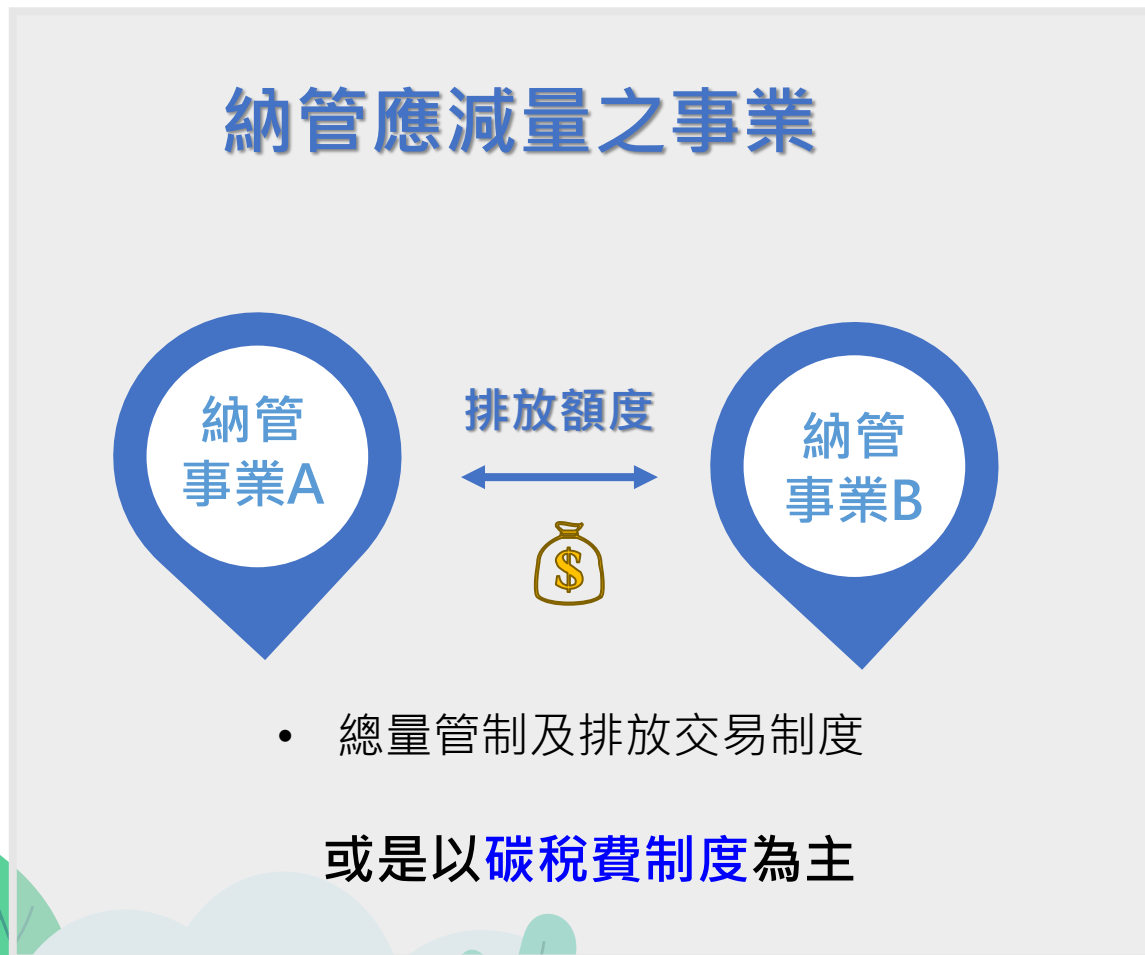 納管應減量之事業
納管
事業A
排放額度
$
納管
事業B
• 總量管制及排放交易制度
或是以碳稅費制度為主